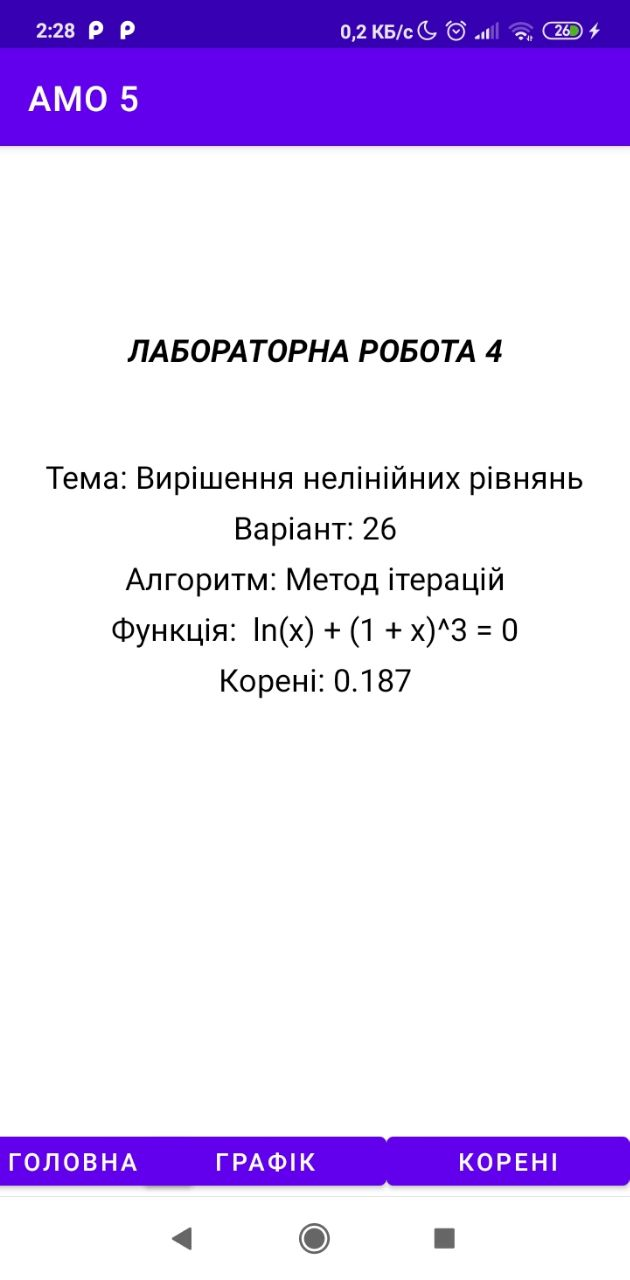 2:28 P P 0,2 КБ/с 26
АМО 5
ЛАБОРАТОРНА РОБОТА 4
Тема: Вирішення нелінійних рівнянь
Варіант: 26
Алгоритм: Метод ітерацій
Функція:  ln(x) + (1 + x)^3 = 0
Корені: 0.187
ГОЛОВНА ГРАФІК КОРЕНІ